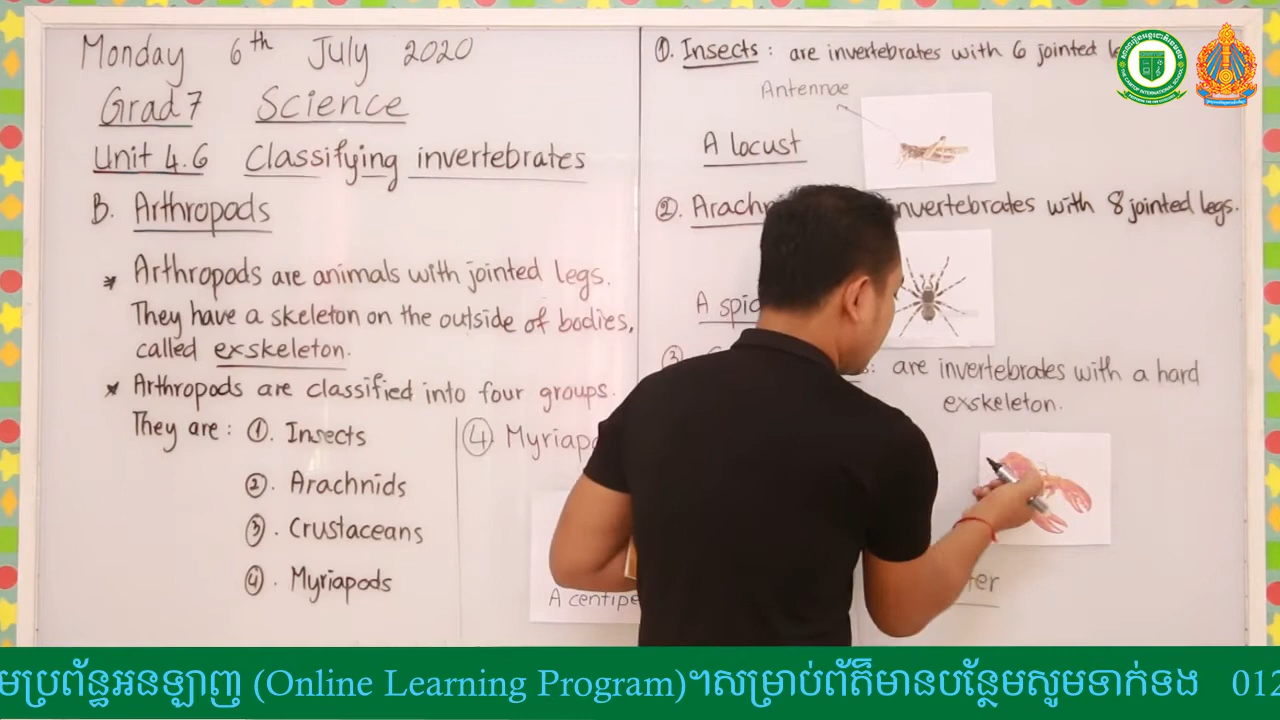 Monday 6th July 2020
Grad 7 Science
Unit 4.6 Classifying invertebrates
B. Arthropods
* Arthropods are animals with jointed legs.
They have a skeleton on the outside of bodies,
called exskeleton.
* Arthropods are classified into four groups.
They are : ①. Insects
②. Arachnids
③. Crustaceans
④. Myriapods
④ Myriap
A centip
①. Insects : are invertebrates with 6 jointed
Antennae
A locust
②. Arach nvertebrates with 8 jointed legs.
A spi
③
: are invertebrates with a hard
exskeleton.
ter
មប្រព័ន្ធអនឡាញ (Online Learning Program)។សម្រាប់ព័ត៌មានបន្ថែមសូមទាក់ទង 012